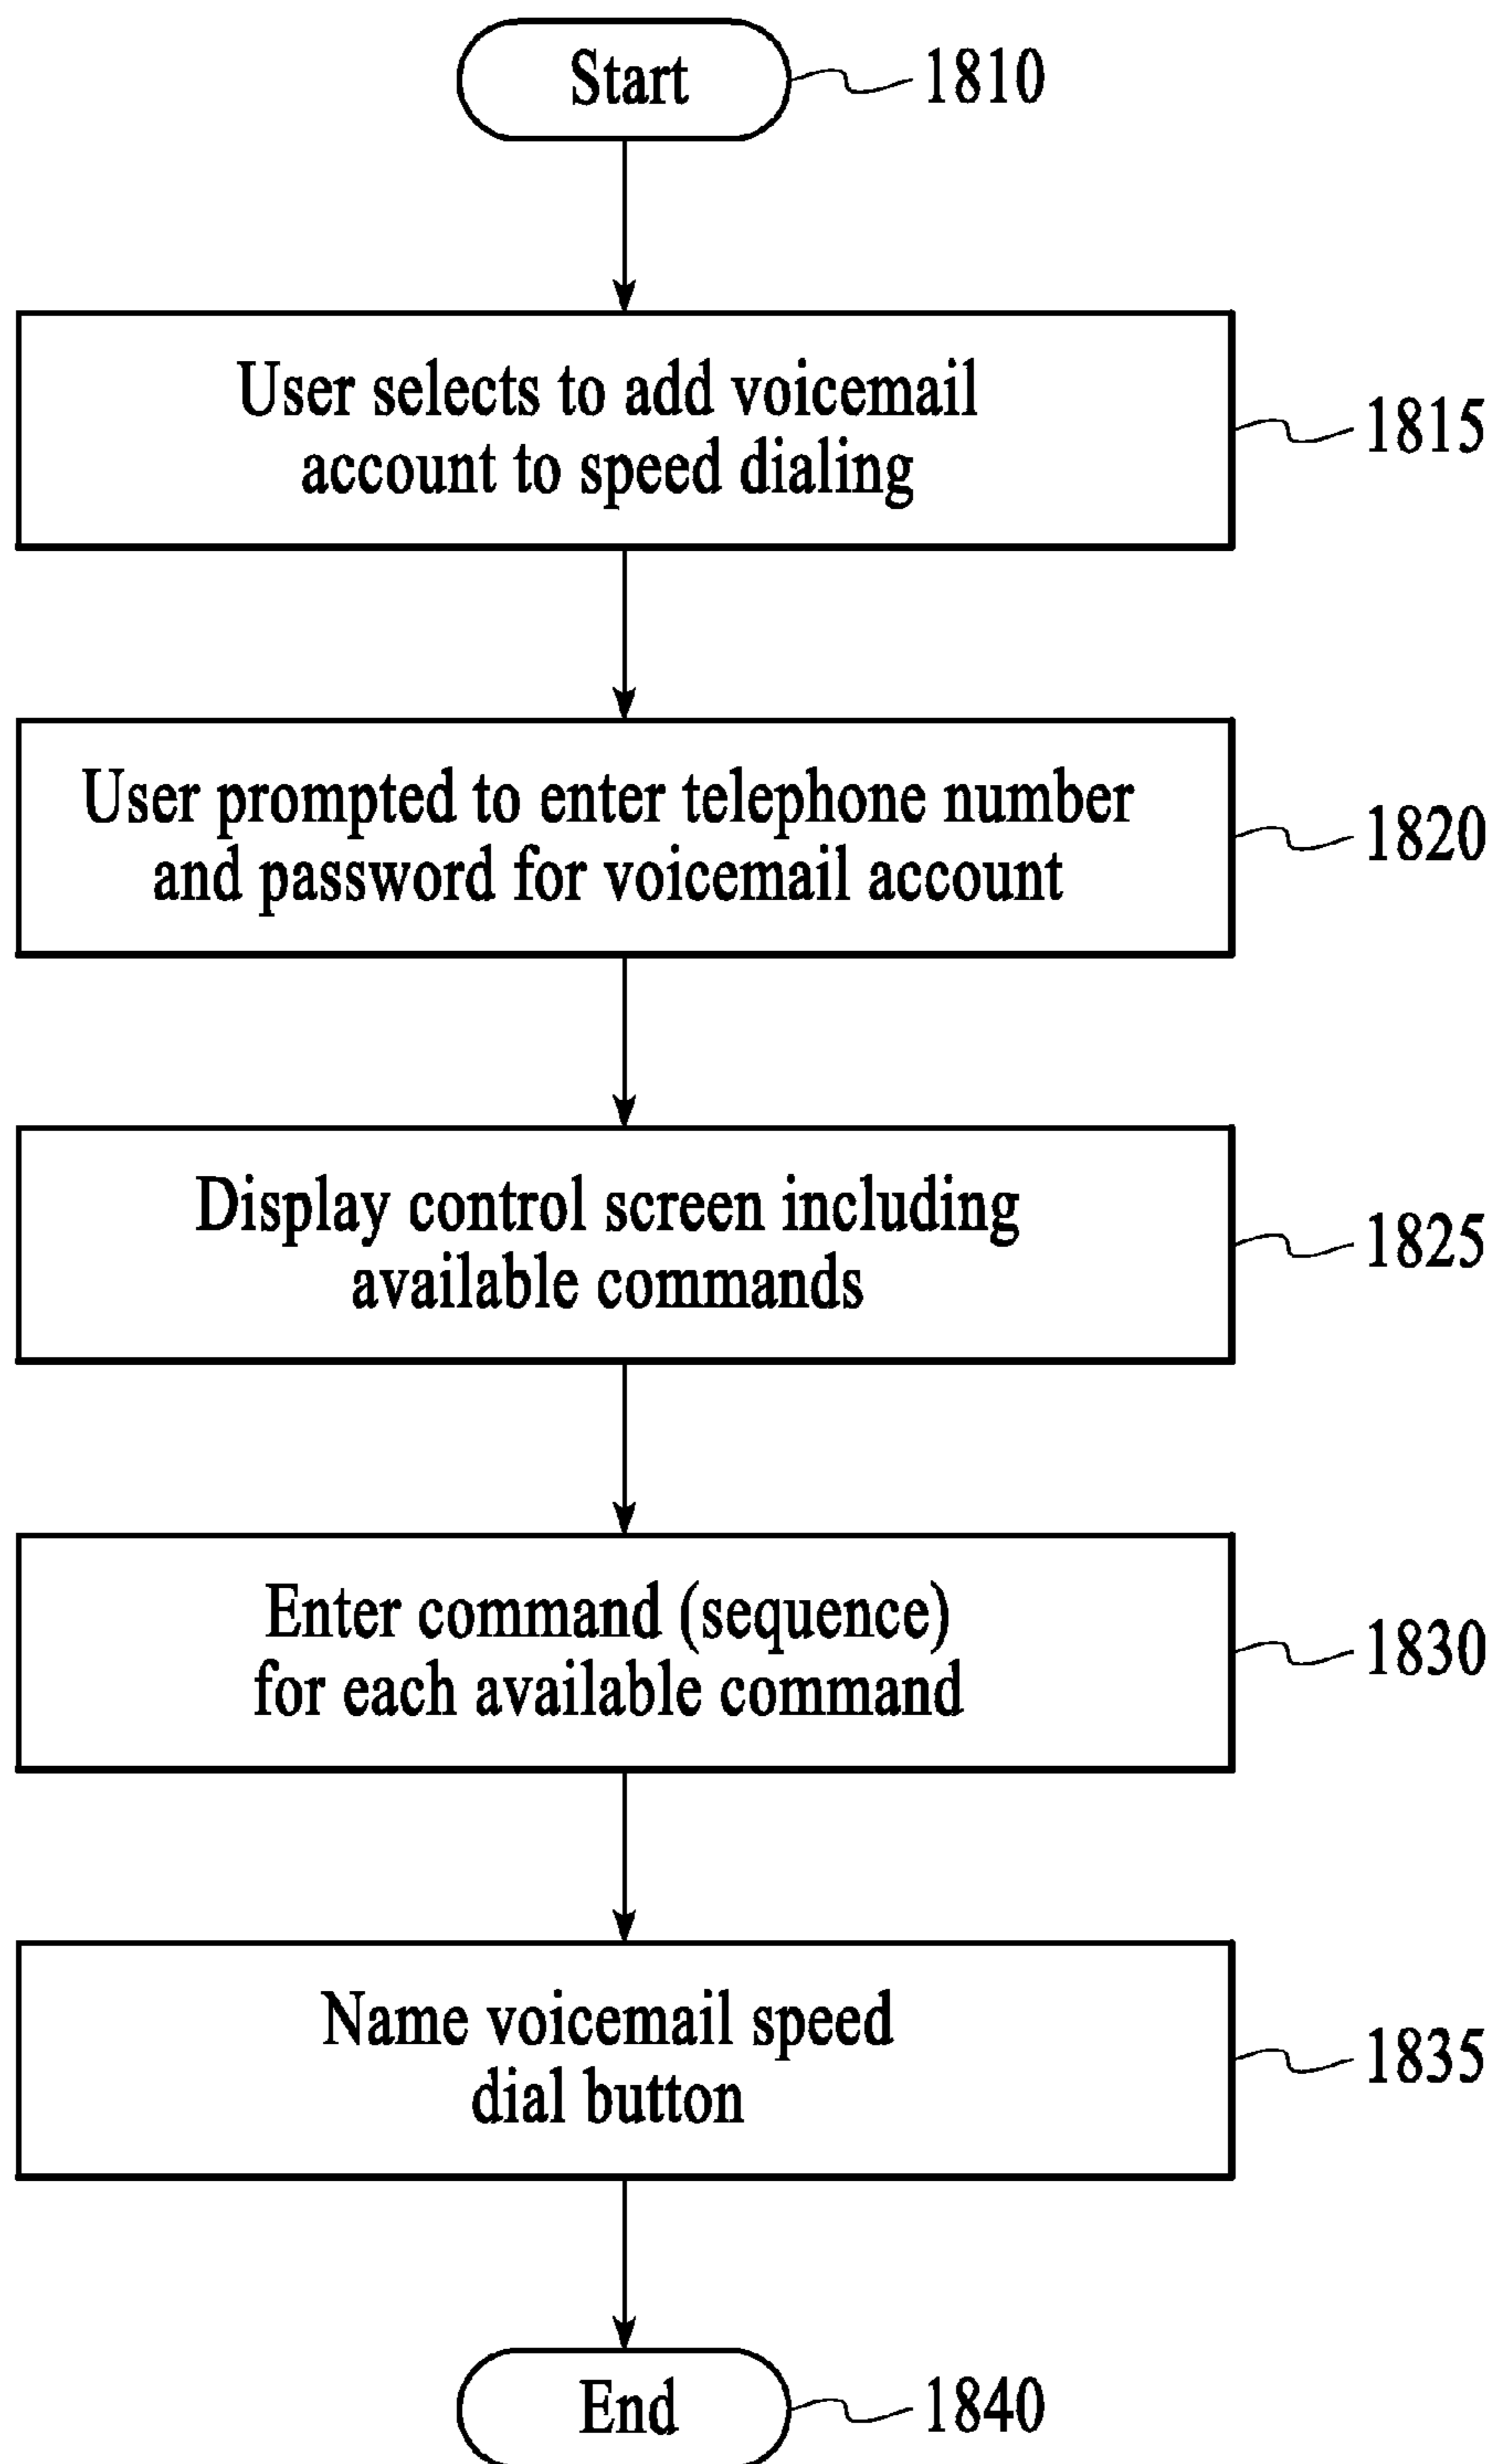 Start
1810
User selects to add voicemail
account to speed dialing
1815
User prompted to enter telephone number
and password for voicemail account
1820
Display control screen including
available commands
1825
Enter command (sequence)
for each available command
1830
Name voicemail speed
dial button
1835
End
1840